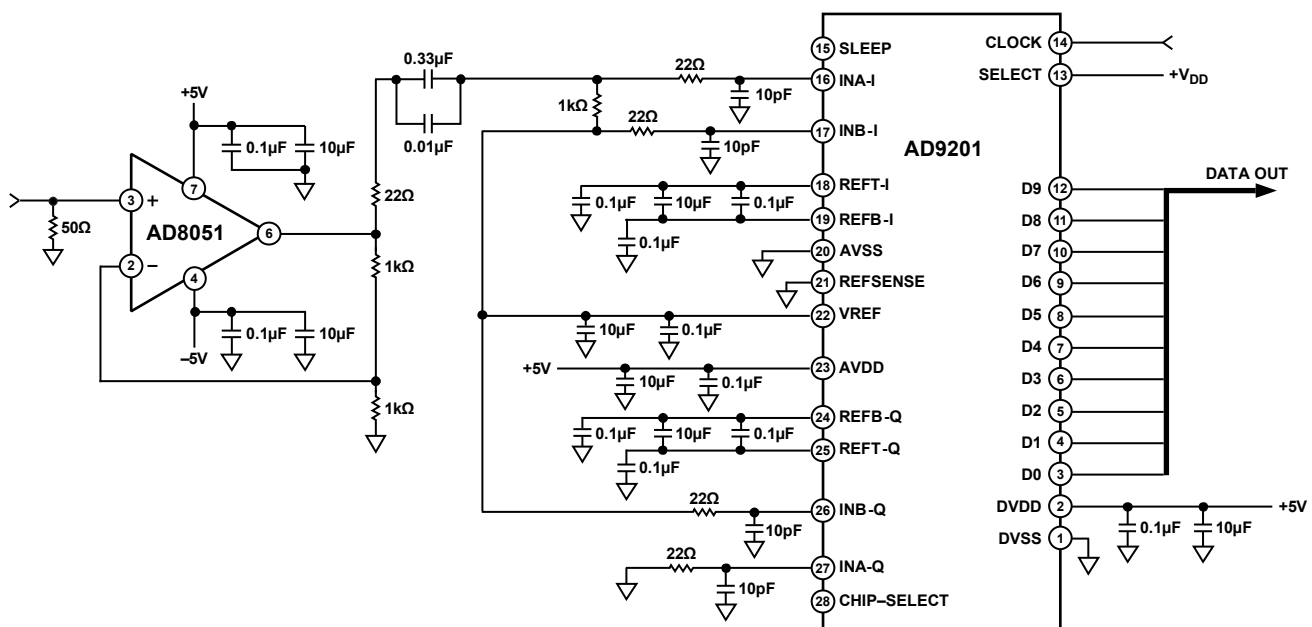 +5V
0.1µF
10µF
7
3
+
AD8051
6
50Ω
2
−
4
0.1µF
10µF
–5V
0.33µF
0.01µF
22Ω
1kΩ
1kΩ
22Ω
10pF
1kΩ
22Ω
10pF
0.1µF
10µF
0.1µF
0.1µF
10µF
0.1µF
+5V
10µF
0.1µF
0.1µF
10µF
0.1µF
0.1µF
22Ω
10pF
22Ω
10pF
15 SLEEP
16 INA-I
17 INB-I
18 REFT-I
19 REFB-I
20 AVSS
21 REFSENSE
22 VREF
23 AVDD
24 REFB-Q
25 REFT-Q
26 INB-Q
27 INA-Q
28 CHIP–SELECT
AD9201
CLOCK 14
SELECT 13
+VDD
DATA OUT
D9 12
D8 11
D7 10
D6 9
D5 8
D4 7
D3 6
D2 5
D1 4
D0 3
DVDD 2
+5V
0.1µF
10µF
DVSS 1